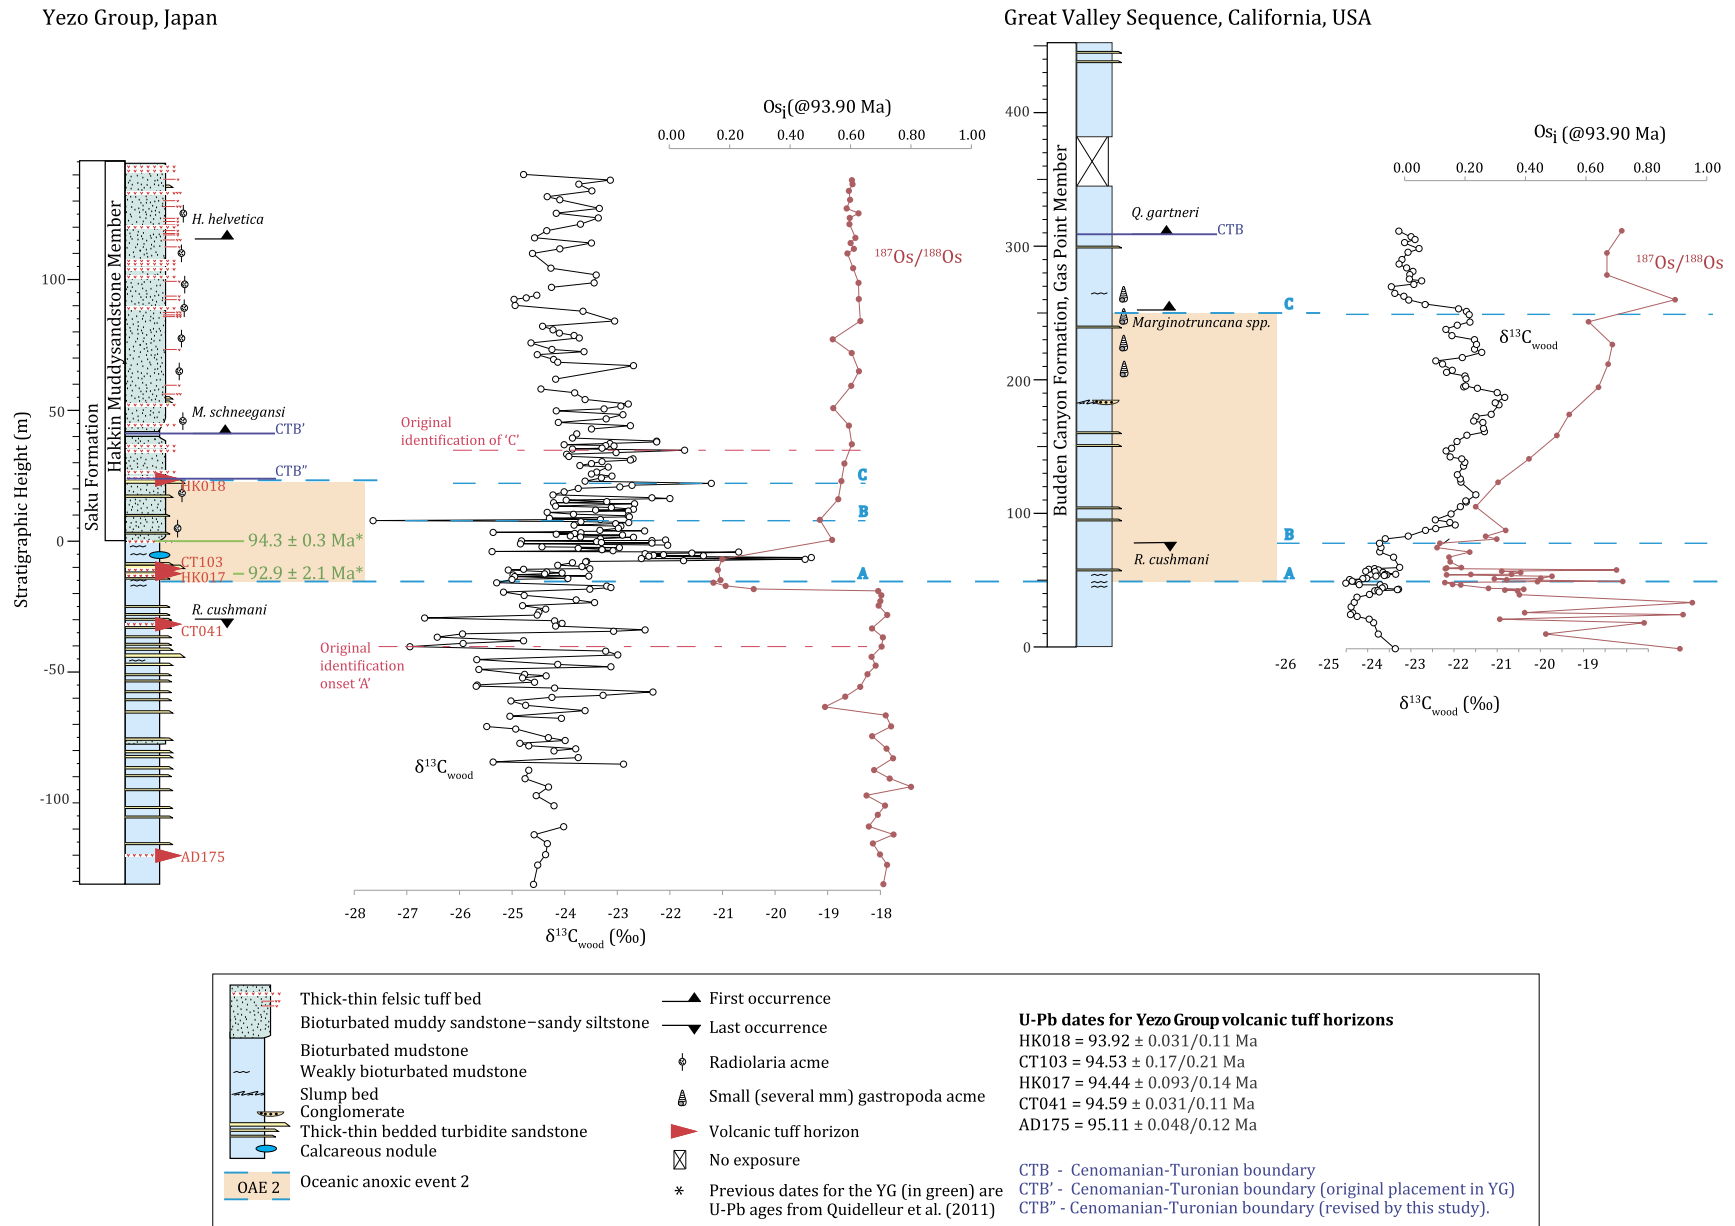 Yezo Group, Japan
Great Valley Sequence, California, USA
Osi(@93.90 Ma)
0.00 0.20 0.40 0.60 0.80 1.00
187Os/188Os
Stratigraphic Height (m)
100
50
0
-50
-100
Saku Formation
Hakkin Muddysandstone Member
H. helvetica
M. schneegansi
CTB'
CTB"
HK018
94.3 ± 0.3 Ma*
CT103
92.9 ± 2.1 Ma*
HK017
R. cushmani
CT041
AD175
Original
identification of 'C'
C
B
A
Original
identification
onset 'A'
δ13Cwood
-28 -27 -26 -25 -24 -23 -22 -21 -20 -19 -18
δ13Cwood (‰)
400
300
200
100
0
Budden Canyon Formation, Gas Point Member
Q. gartneri
CTB
Marginotruncana spp.
R. cushmani
C
B
A
Osi (@93.90 Ma)
0.00 0.20 0.40 0.60 0.80 1.00
187Os/188Os
δ13Cwood
-26 -25 -24 -23 -22 -21 -20 -19
δ13Cwood (‰)
Thick-thin felsic tuff bed
Bioturbated muddy sandstone–sandy siltstone
Bioturbated mudstone
Weakly bioturbated mudstone
Slump bed
Conglomerate
Thick-thin bedded turbidite sandstone
Calcareous nodule
OAE 2 Oceanic anoxic event 2
First occurrence
Last occurrence
Radiolaria acme
Small (several mm) gastropoda acme
Volcanic tuff horizon
No exposure
* Previous dates for the YG (in green) are
U-Pb ages from Quidelleur et al. (2011)
U-Pb dates for Yezo Group volcanic tuff horizons
HK018 = 93.92 ± 0.031/0.11 Ma
CT103 = 94.53 ± 0.17/0.21 Ma
HK017 = 94.44 ± 0.093/0.14 Ma
CT041 = 94.59 ± 0.031/0.11 Ma
AD175 = 95.11 ± 0.048/0.12 Ma
CTB - Cenomanian-Turonian boundary
CTB' - Cenomanian-Turonian boundary (original placement in YG)
CTB" - Cenomanian-Turonian boundary (revised by this study).